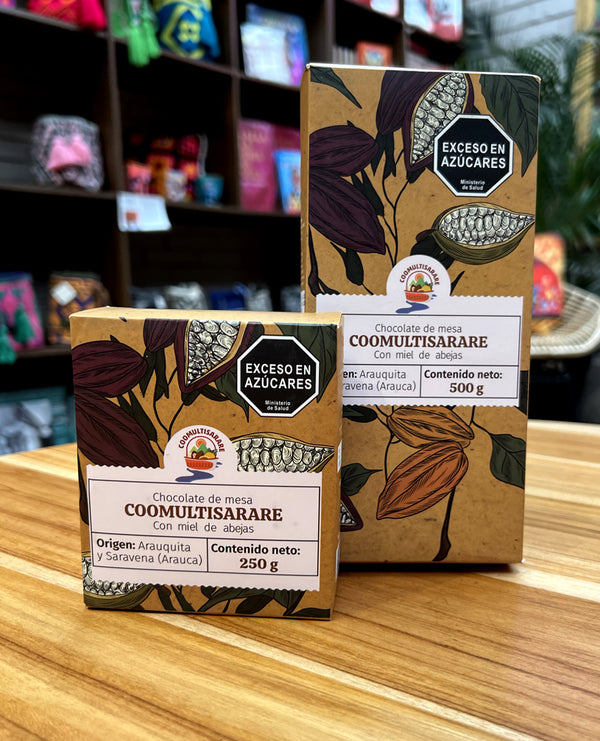 EXCESO EN
AZÚCARES
Ministerio
de Salud
COOMULTISARARE
Chocolate de mesa
COOMULTISARARE
Con miel de abejas
Origen: Arauquita
y Saravena (Arauca)
Contenido neto:
250 g
EXCESO EN
AZÚCARES
Ministerio
de Salud
COOMULTISARARE
Chocolate de mesa
COOMULTISARARE
Con miel de abejas
en: Arauquita
ravena (Arauca)
Contenido neto:
500 g